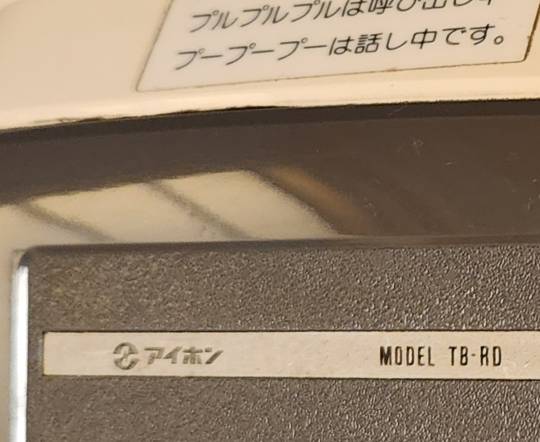 プルプルプルは呼び出し中
プープープーは話し中です。
アイホン MODEL TB-RD